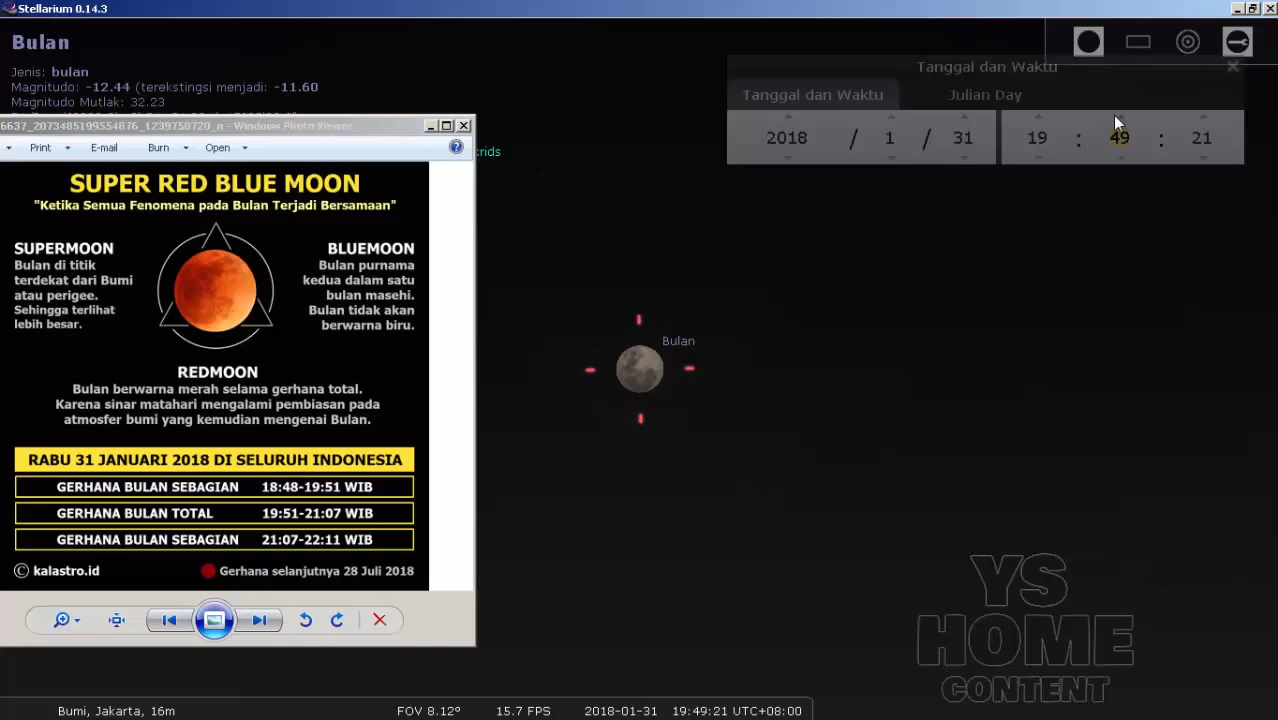 Stellarium 0.14.3
Bulan
Jenis: bulan
Magnitudo: -12.44 (terekstingsi menjadi: -11.60
Magnitudo Mutlak: 32.23
6637_2073485199554876_1239750720_n - Windows Photo Viewer
Print E-mail Burn Open
SUPER RED BLUE MOON
"Ketika Semua Fenomena pada Bulan Terjadi Bersamaan"
SUPERMOON
Bulan di titik
terdekat dari Bumi
atau perigee.
Sehingga terlihat
lebih besar.
BLUEMOON
Bulan purnama
kedua dalam satu
bulan masehi.
Bulan tidak akan
berwarna biru.
REDMOON
Bulan berwarna merah selama gerhana total.
Karena sinar matahari mengalami pembiasan pada
atmosfer bumi yang kemudian mengenai Bulan.
RABU 31 JANUARI 2018 DI SELURUH INDONESIA
GERHANA BULAN SEBAGIAN 18:48-19:51 WIB
GERHANA BULAN TOTAL 19:51-21:07 WIB
GERHANA BULAN SEBAGIAN 21:07-22:11 WIB
© kalastro.id Gerhana selanjutnya 28 Juli 2018
Tanggal dan Waktu
Tanggal dan Waktu Julian Day
2018 / 1 / 31 19 : 49 : 21
Bulan
YS
HOME
CONTENT
Bumi, Jakarta, 16m FOV 8.12° 15.7 FPS 2018-01-31 19:49:21 UTC+08:00